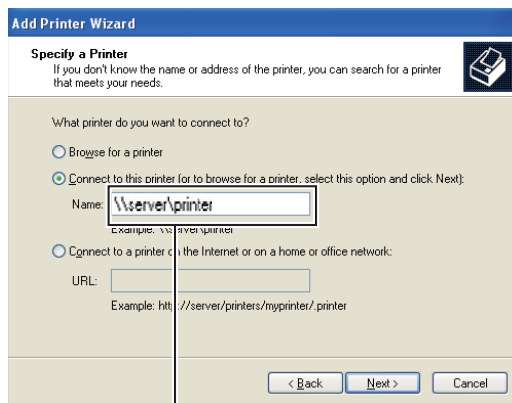 Add Printer Wizard
Specify a Printer
If you don't know the name or address of the printer, you can search for a printer
that meets your needs.
What printer do you want to connect to?
Browse for a printer
Connect to this printer (or to browse for a printer, select this option and click Next):
Name: \\server\printer
Example: \\server\printer
Connect to a printer on the Internet or on a home or office network:
URL:
Example: http://server/printers/myprinter/.printer
< Back Next > Cancel